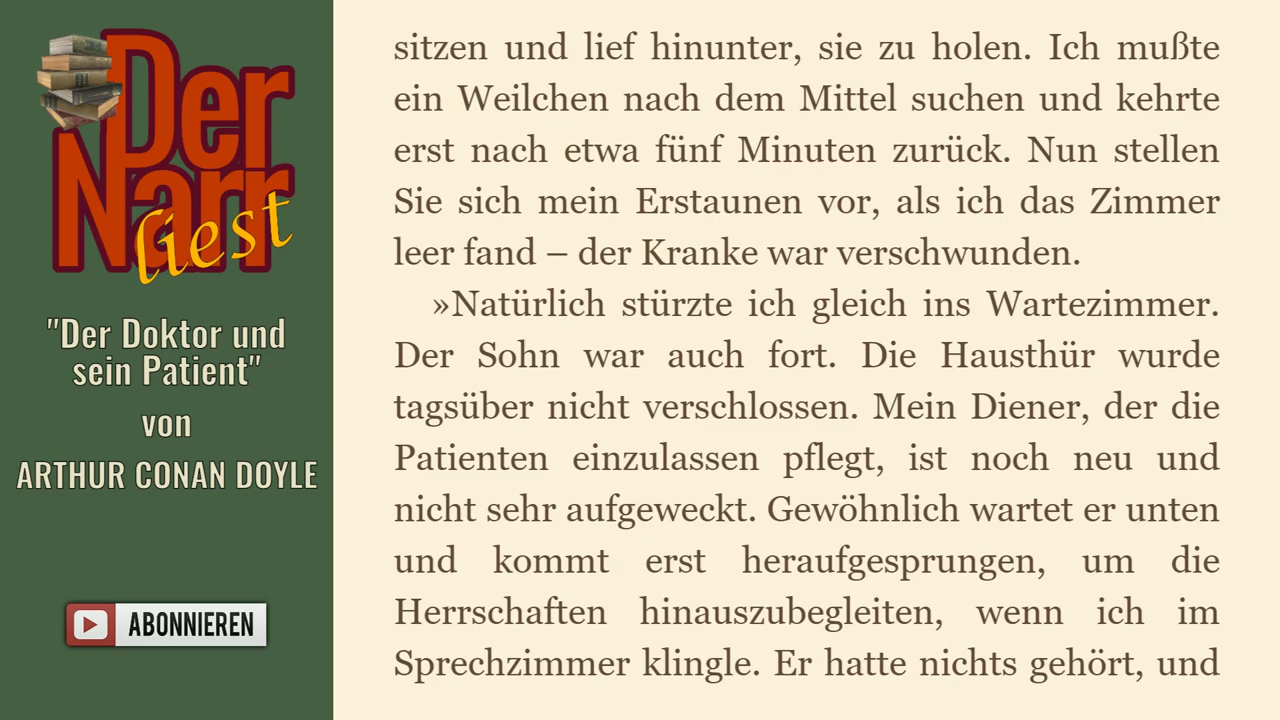 Der
Narr
liest
"Der Doktor und
sein Patient"
von
ARTHUR CONAN DOYLE
ABONNIEREN
sitzen und lief hinunter, sie zu holen. Ich mußte
ein Weilchen nach dem Mittel suchen und kehrte
erst nach etwa fünf Minuten zurück. Nun stellen
Sie sich mein Erstaunen vor, als ich das Zimmer
leer fand – der Kranke war verschwunden.
»Natürlich stürzte ich gleich ins Wartezimmer.
Der Sohn war auch fort. Die Hausthür wurde
tagsüber nicht verschlossen. Mein Diener, der die
Patienten einzulassen pflegt, ist noch neu und
nicht sehr aufgeweckt. Gewöhnlich wartet er unten
und kommt erst heraufgesprungen, um die
Herrschaften hinauszubegleiten, wenn ich im
Sprechzimmer klingle. Er hatte nichts gehört, und